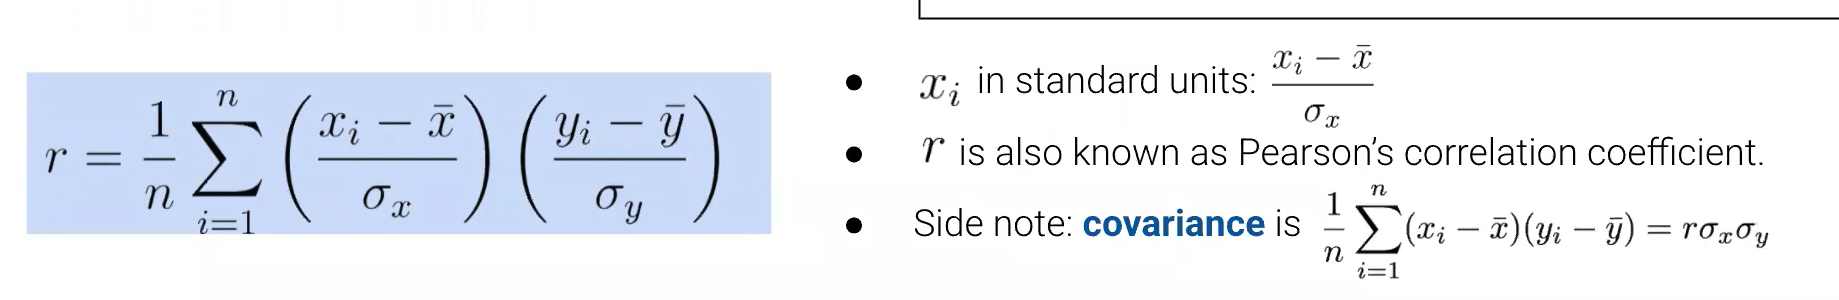 r = \frac{1}{n} \sum_{i=1}^{n} \left( \frac{x_i - \bar{x}}{\sigma_x} \right) \left( \frac{y_i - \bar{y}}{\sigma_y} \right)
● x_i in standard units: \frac{x_i - \bar{x}}{\sigma_x}
● r is also known as Pearson’s correlation coefficient.
● Side note: covariance is \frac{1}{n} \sum_{i=1}^{n} (x_i - \bar{x})(y_i - \bar{y}) = r\sigma_x\sigma_y